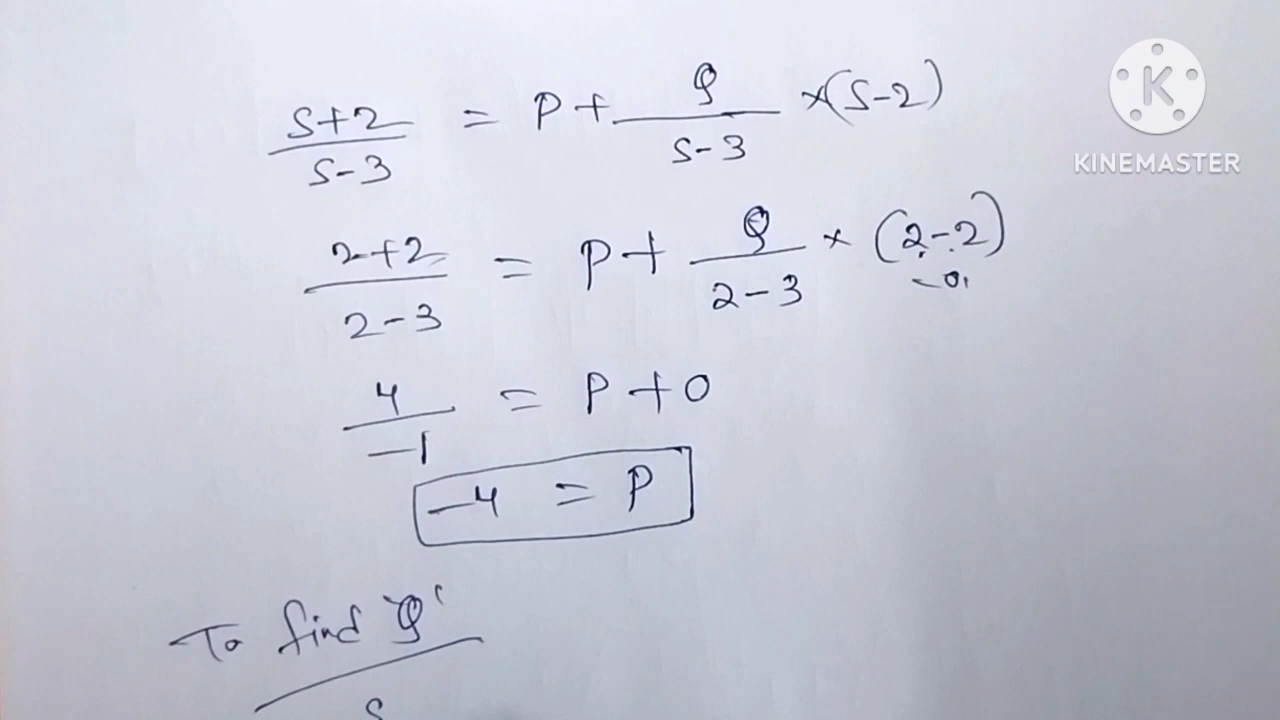 K
KINEMASTER
S+2/S-3 = P + Q/S-3 ×(S-2)
2+2/2-3 = P + Q/2-3 × (2-2)
0
4/-1 = P + 0
-4 = P
To find 'Q'
S